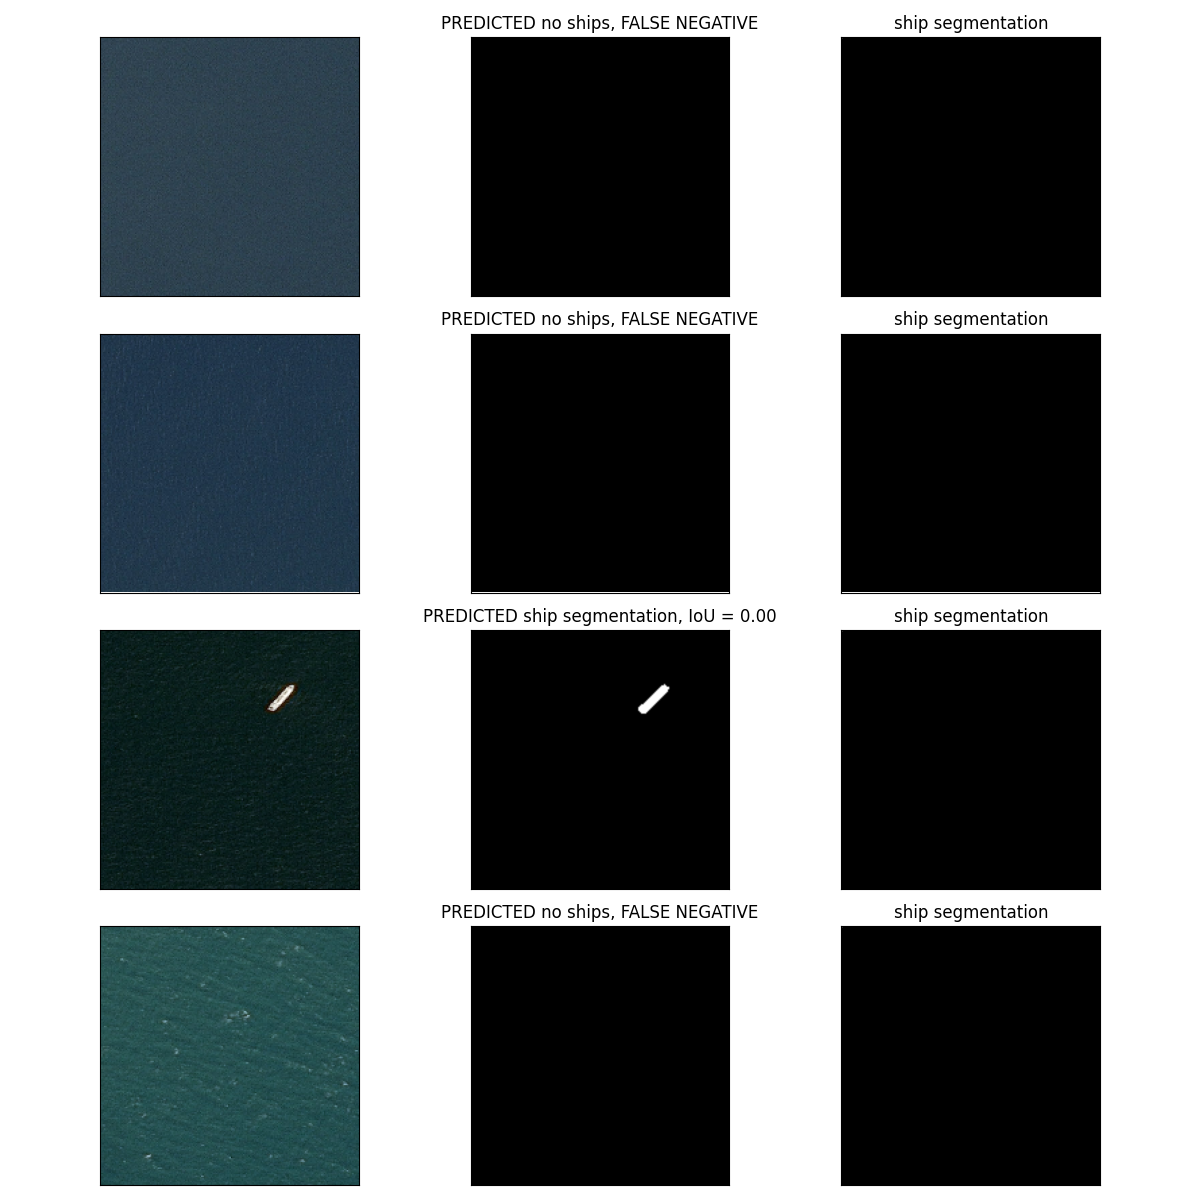 PREDICTED no ships, FALSE NEGATIVE
ship segmentation
PREDICTED no ships, FALSE NEGATIVE
ship segmentation
PREDICTED ship segmentation, IoU = 0.00
ship segmentation
PREDICTED no ships, FALSE NEGATIVE
ship segmentation